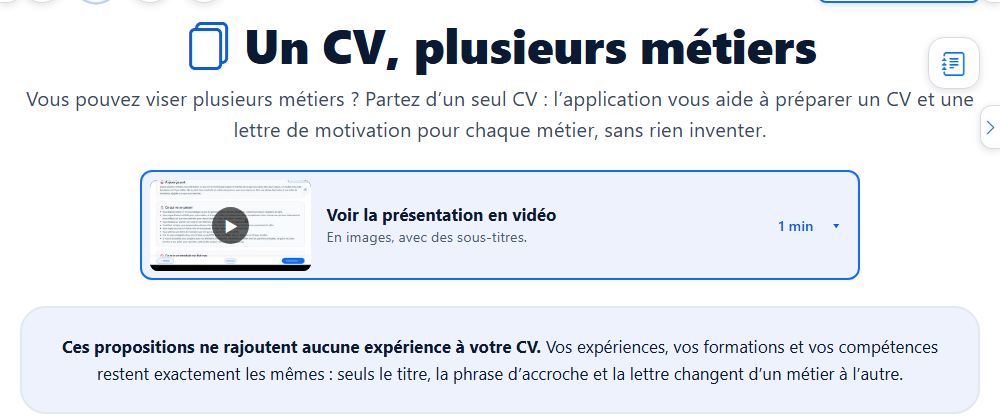 Un CV, plusieurs métiers
Vous pouvez viser plusieurs métiers ? Partez d’un seul CV : l’application vous aide à préparer un CV et une
lettre de motivation pour chaque métier, sans rien inventer.
Voir la présentation en vidéo
En images, avec des sous-titres.
1 min
Ces propositions ne rajoutent aucune expérience à votre CV. Vos expériences, vos formations et vos compétences
restent exactement les mêmes : seuls le titre, la phrase d’accroche et la lettre changent d’un métier à l’autre.